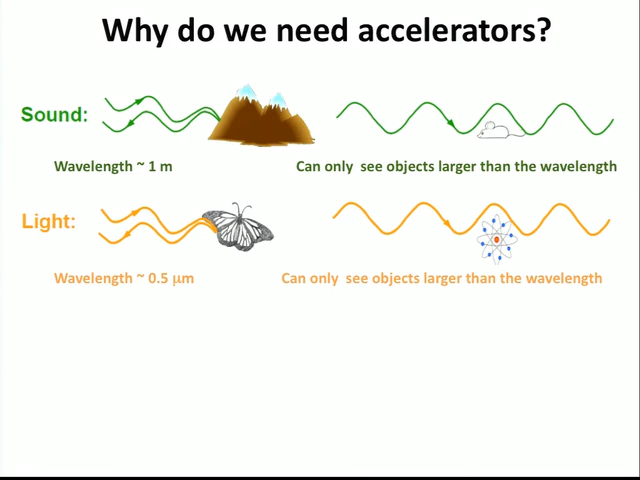 Why do we need accelerators?
Sound:
Wavelength ~ 1 m
Can only see objects larger than the wavelength
Light:
Wavelength ~ 0.5 μm
Can only see objects larger than the wavelength